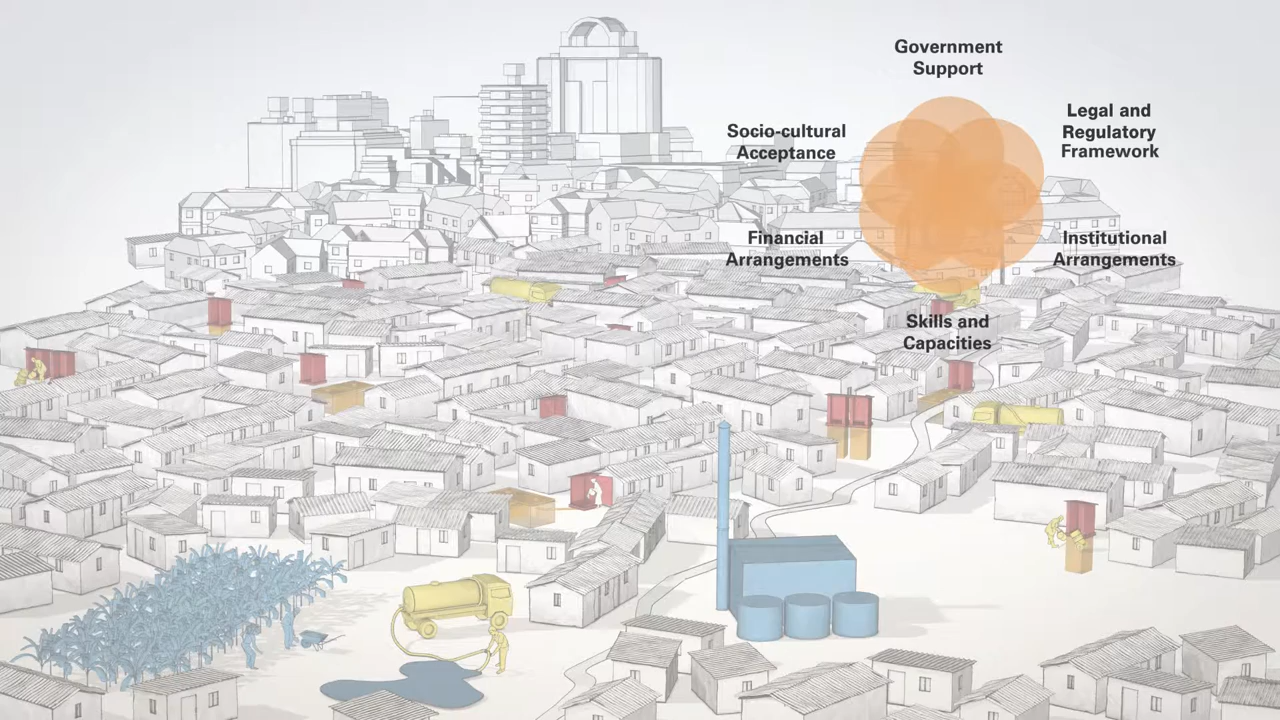 Government
Support
Legal and
Regulatory
Framework
Socio-cultural
Acceptance
Financial
Arrangements
Institutional
Arrangements
Skills and
Capacities